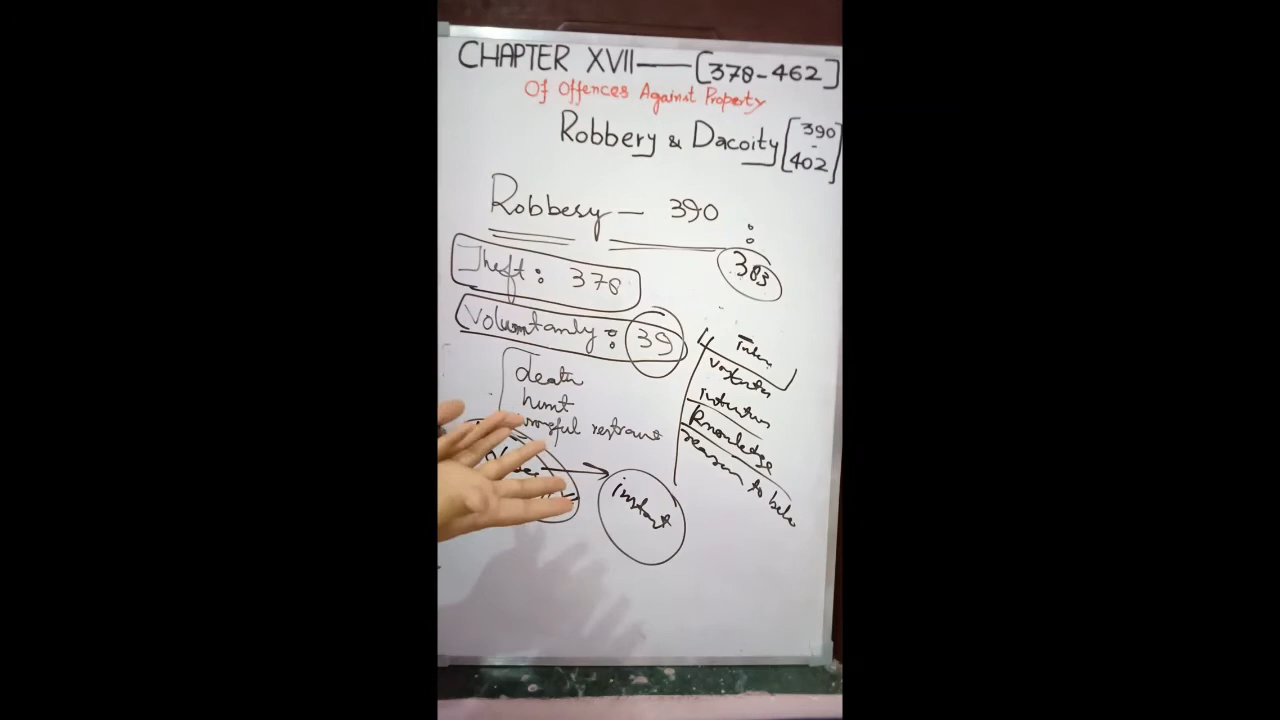 CHAPTER XVII — [378-462]
Of Offences Against Property
Robbery & Dacoity [390 - 402]
Robbery — 390
383
Theft : 378
Voluntarily : 39
death
hurt
wrongful restraint
instant
intention
knowledge
reason to bele